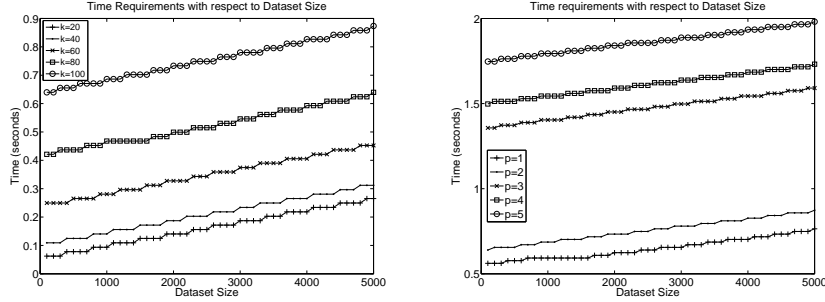 Time Requirements with respect to Dataset Size
0.9
0.8
0.7
0.6
0.5
0.4
0.3
0.2
0.1
0
Time (seconds)
k=20
k=40
k=60
k=80
k=100
0
1000
2000
3000
4000
5000
Dataset Size
Time requirements with respect to Dataset Size
2
1.5
1
0.5
Time (seconds)
p=1
p=2
p=3
p=4
p=5
0
1000
2000
3000
4000
5000
Dataset Size